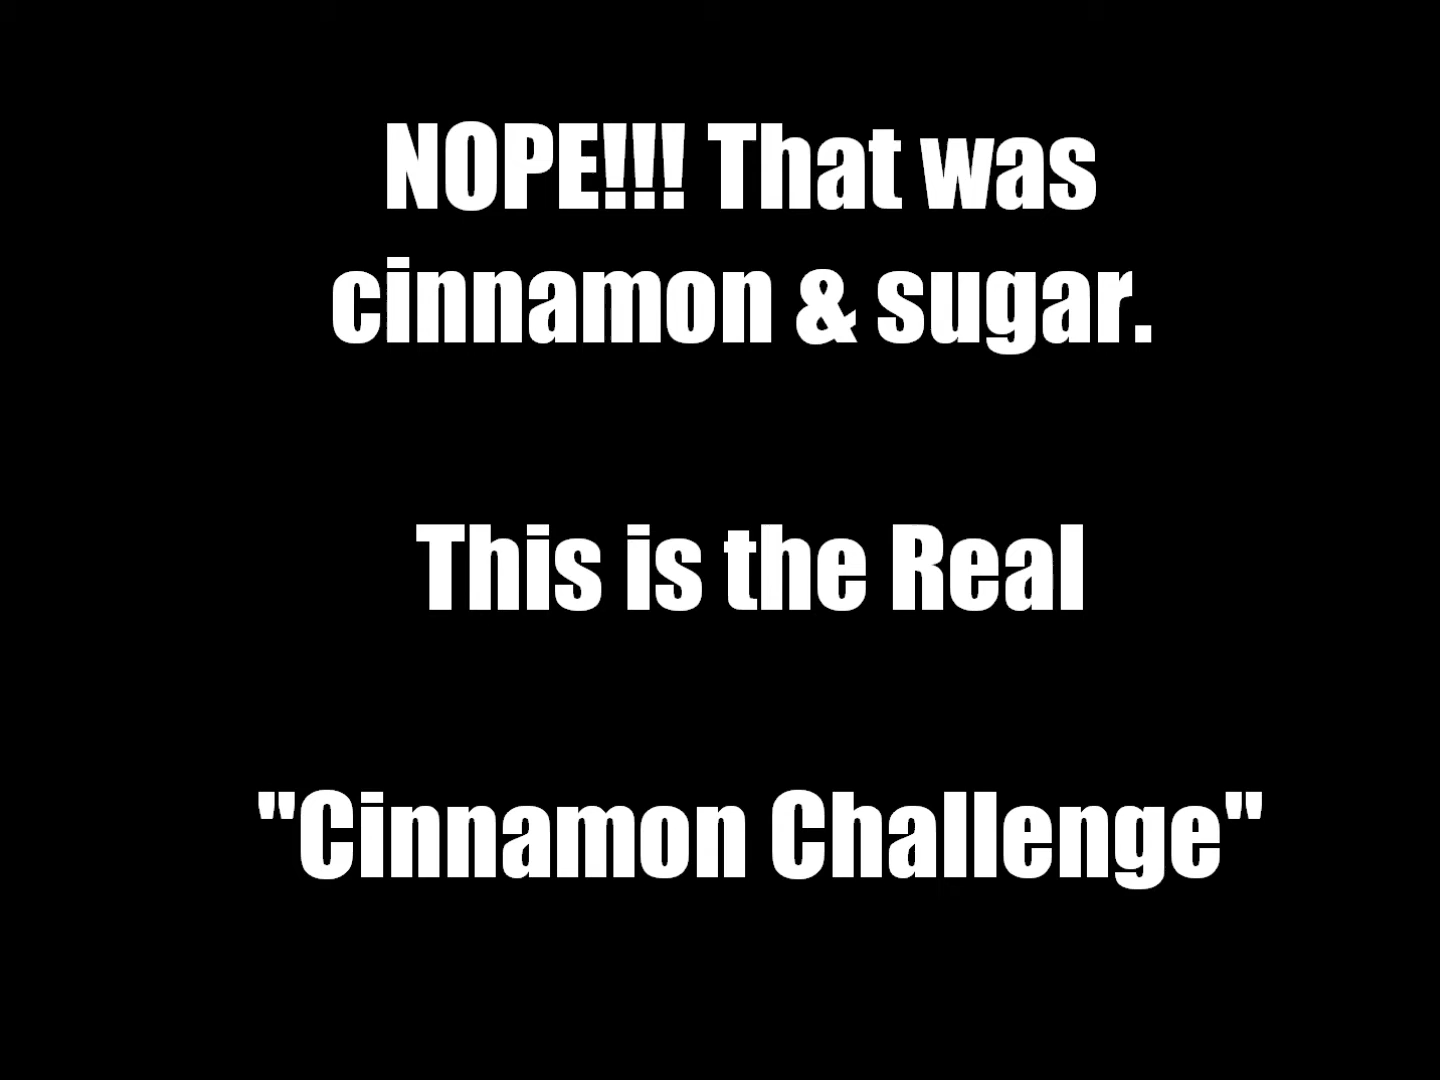 NOPE!!! That was
cinnamon & sugar.
This is the Real
"Cinnamon Challenge"